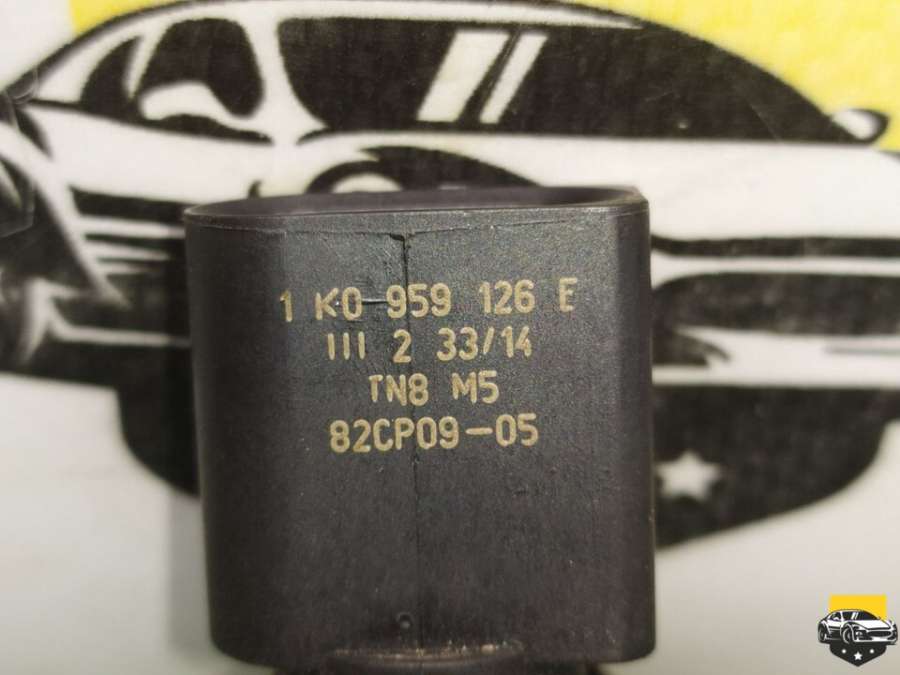 1 K0 959 126 E
III 2 33/14
TN8 M5
82CP09-05